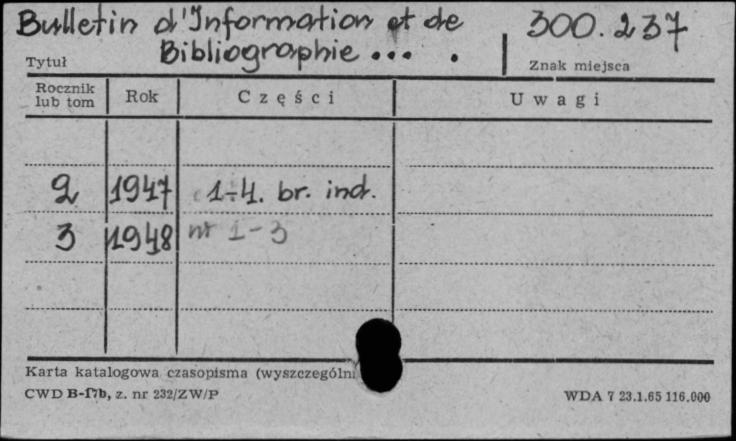 Bulletin d'Information et de 300.237
Bibliographie ... .
Tytuł Znak miejsca
Rocznik lub tom Rok Części Uwagi
2 1947 1-4. br. ind.
3 1948 nr 1-3
Karta katalogowa czasopisma (wyszczególni
CWD B-17b, z. nr 232/ZW/P WDA 7 23.1.65 116.000